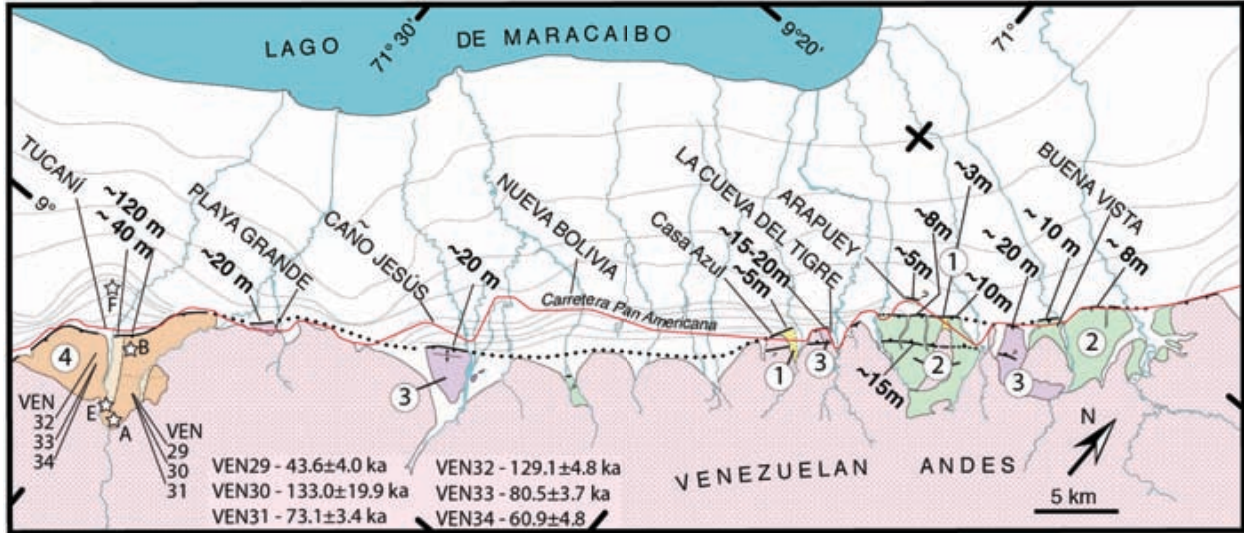 LAGO DE MARACAIBO
71° 30'
9°20'
71°
9°
TUCANÍ
~120 m
~ 40 m
PLAYA GRANDE
~20 m
CAÑO JESÚS
~20 m
NUEVA BOLIVIA
Carretera Pan Americana
Casa Azul
~5m
~15-20m
LA CUEVA DEL TIGRE
ARAPUEY
~5m
~8m
~3m
1
~10m
~ 20 m
~ 10 m
BUENA VISTA
~ 8m
F
B
E
A
4
3
1
3
2
~15m
3
2
VEN
32
33
34
VEN
29
30
31
VEN29 - 43.6±4.0 ka
VEN30 - 133.0±19.9 ka
VEN31 - 73.1±3.4 ka
VEN32 - 129.1±4.8 ka
VEN33 - 80.5±3.7 ka
VEN34 - 60.9±4.8
VENEZUELAN ANDES
N
5 km